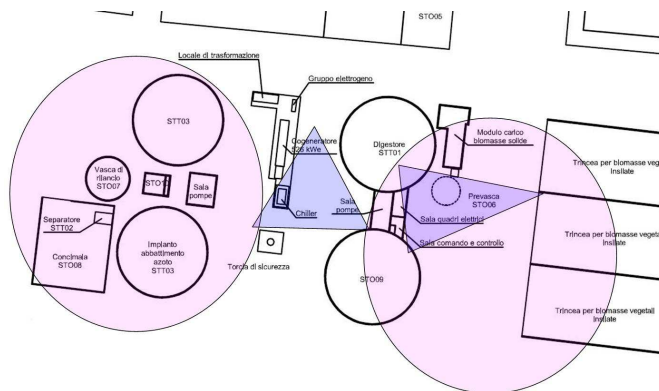 STO05
Locale di trasformazione
Gruppo elettrogeno
STT03
Cogeneratore
526 kWe
Digestore
STT01
Modulo carico
biomasse solide
Trincea per biomasse veget
insilate
Vasca di
rilancio
STO07
Sala
pompe
Prevasca
STO06
Separatore
STT02
Chiller
Sala
pompe
Sala quadri elettrici
Trincea per biomasse vegetali
insilate
Concimaia
STO08
Impianto
abbattimento
azoto
STT03
Sala comando e controllo
Torcia di sicurezza
STO09
Trincea per biomasse vegetali
insilate